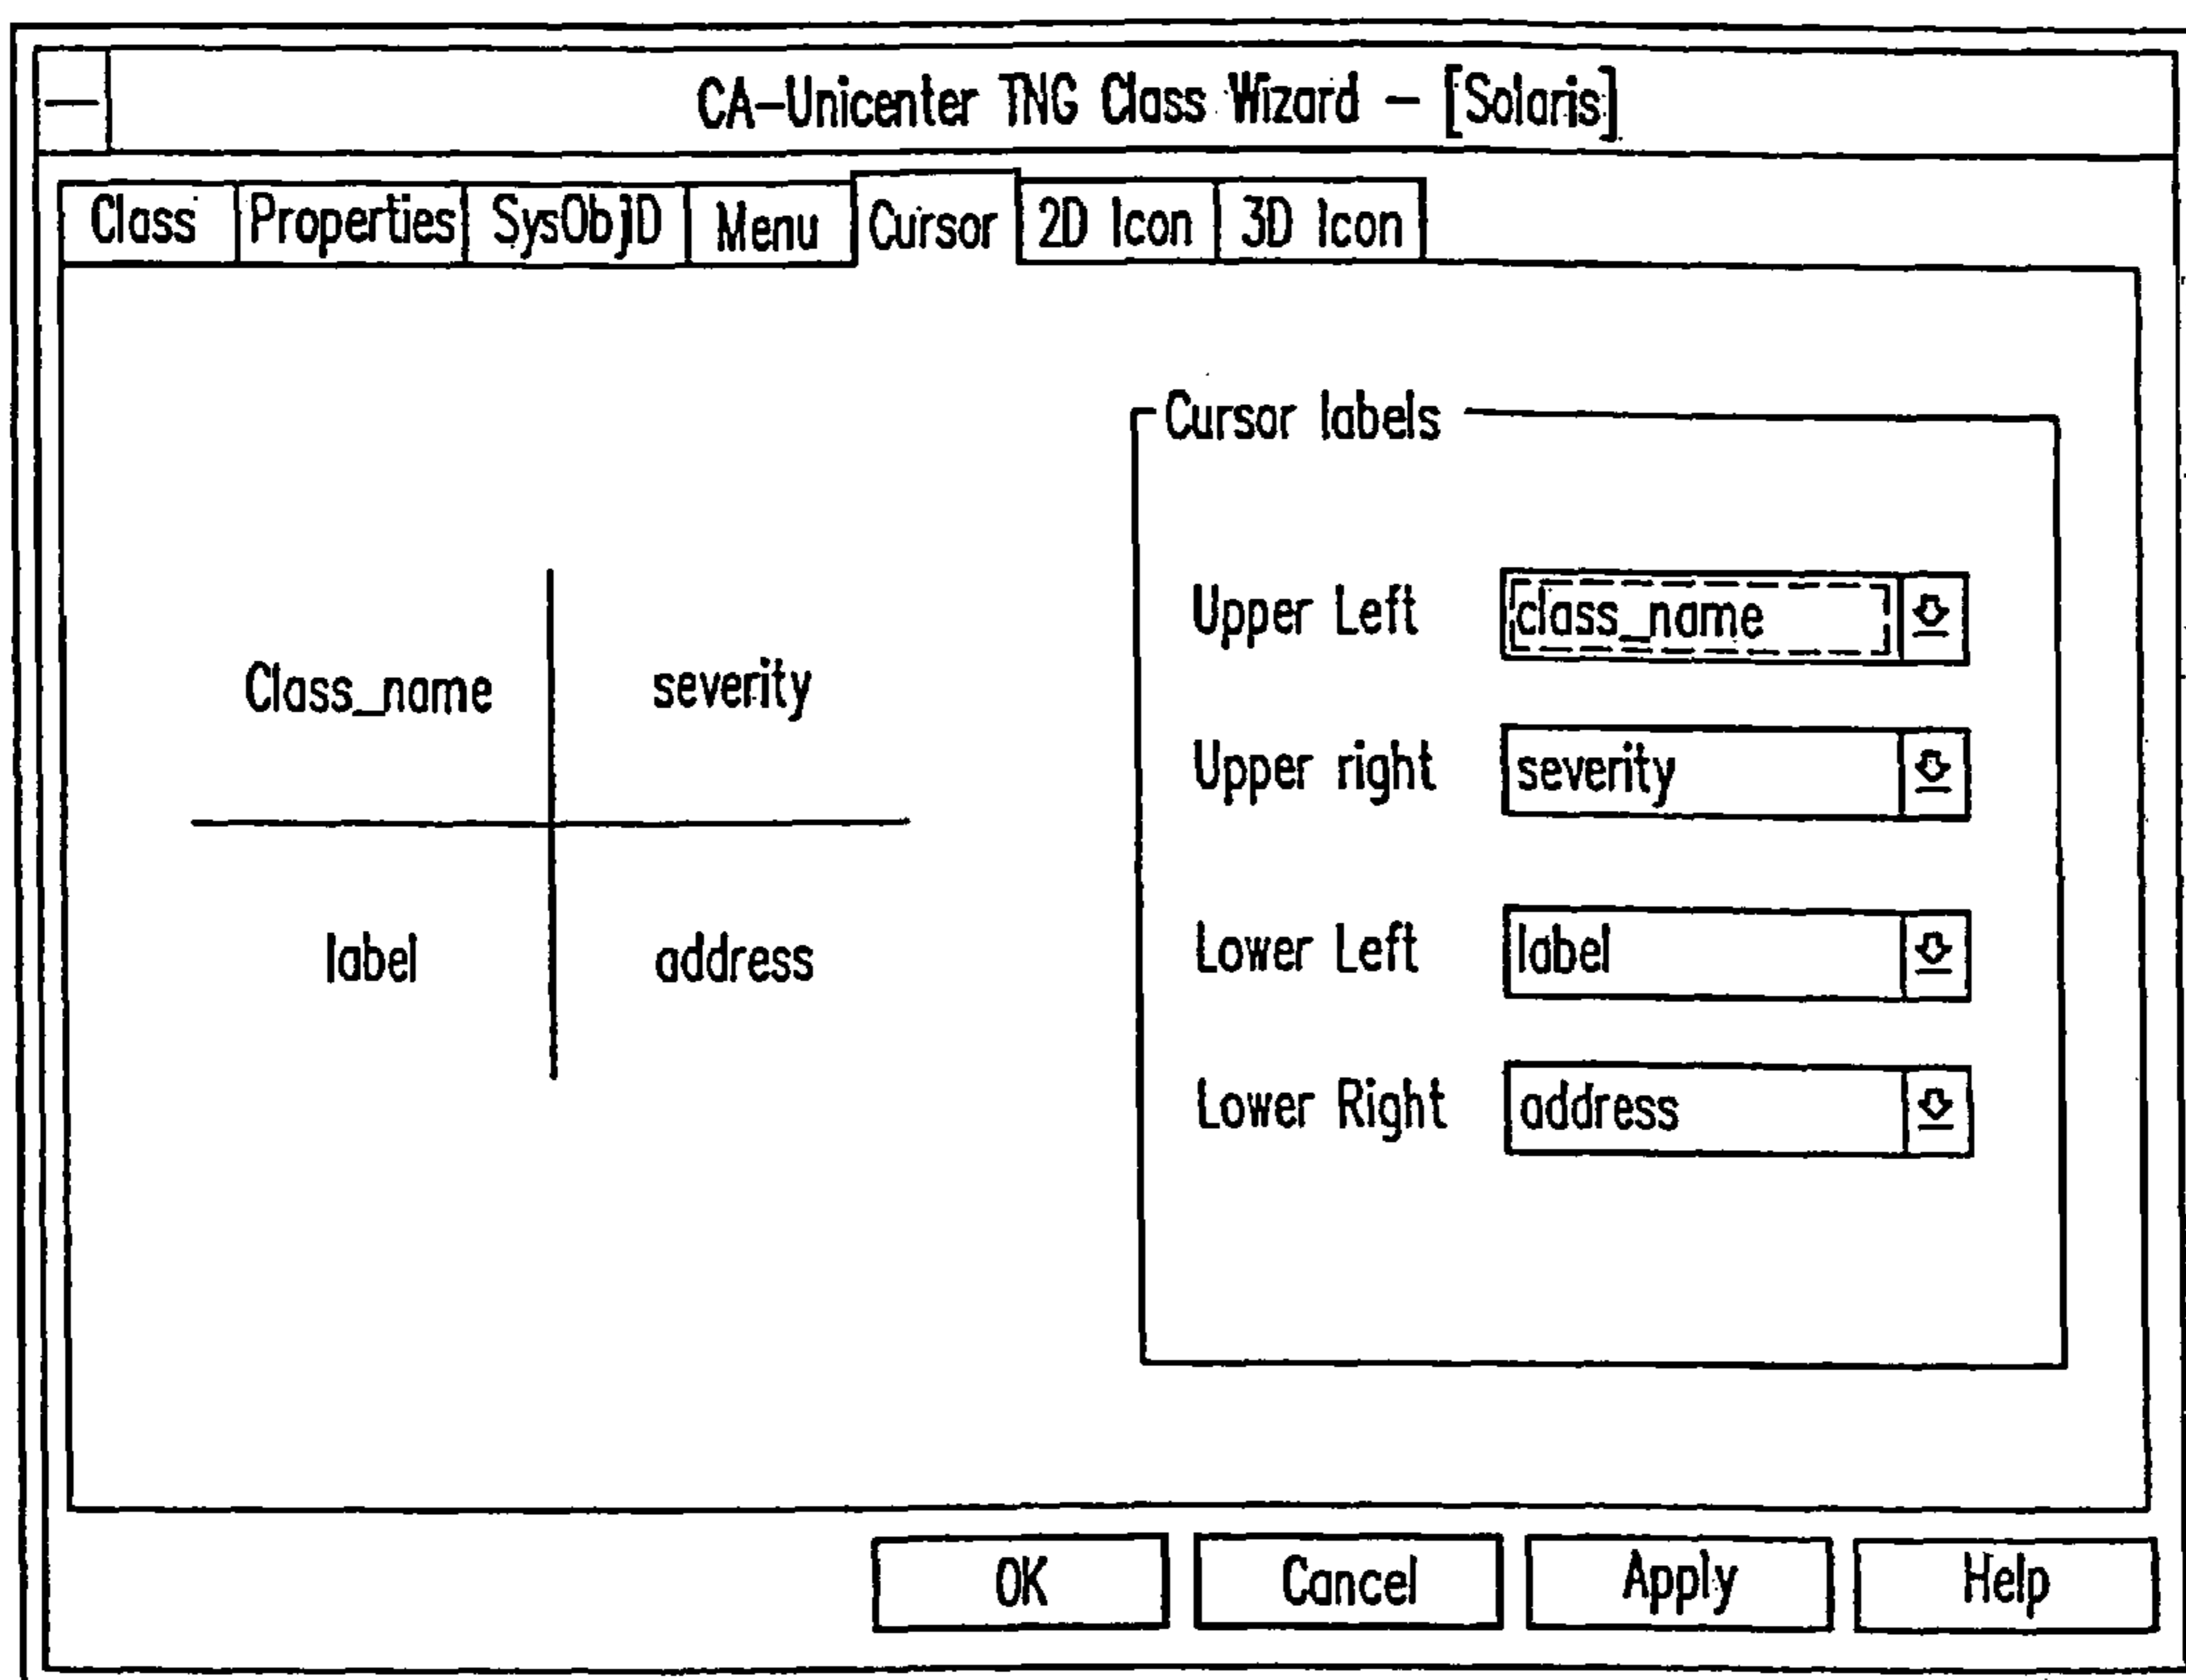 CA-Unicenter TNG Class Wizard – [Solaris]
Class Properties SysObjID Menu Cursor 2D Icon 3D Icon
Cursor labels
Class_name severity
label address
Upper Left class_name
Upper right severity
Lower Left label
Lower Right address
OK Cancel Apply Help